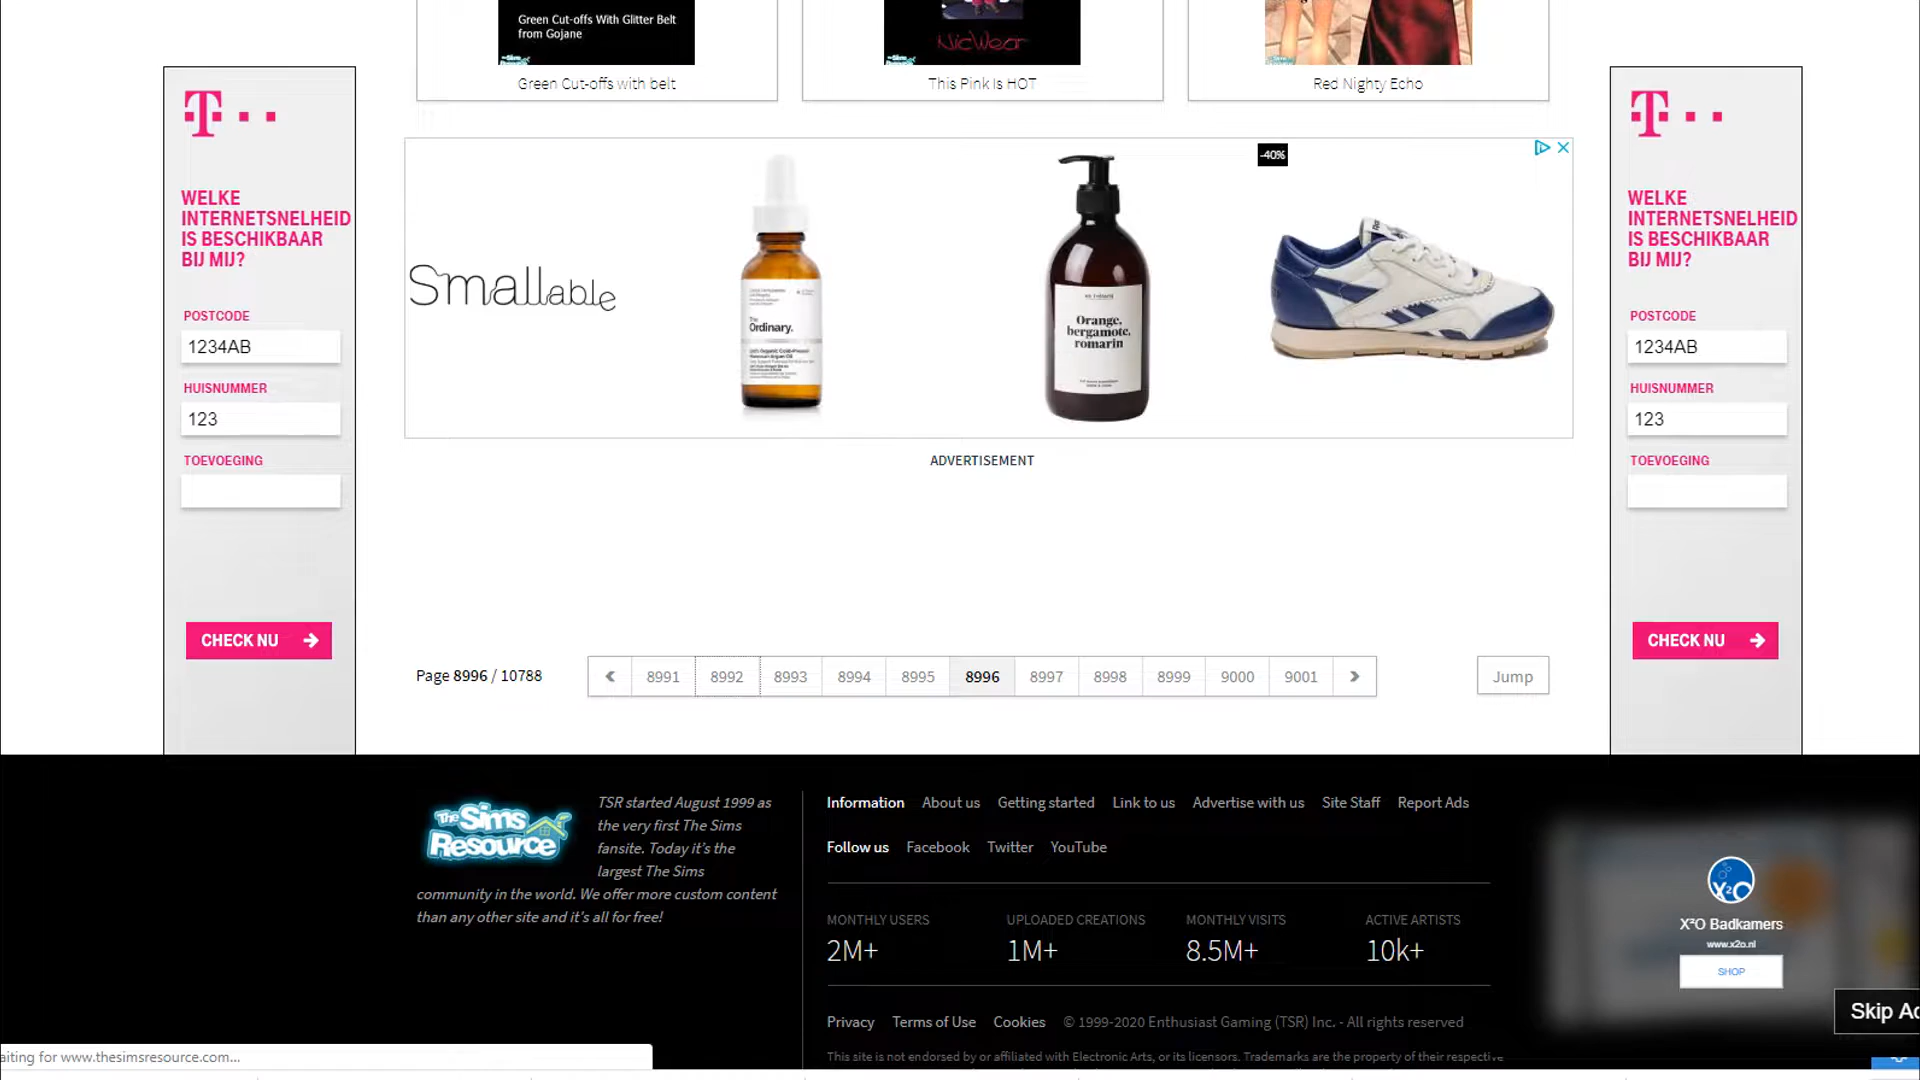 Green Cut-offs With Glitter Belt
from Gojane
NicWear
Green Cut-offs with belt
This Pink Is HOT
Red Nighty Echo
T
WELKE
INTERNETSNELHEID
IS BESCHIKBAAR
BIJ MIJ?
POSTCODE
1234AB
HUISNUMMER
123
TOEVOEGING
CHECK NU
Smallable
The
Ordinary.
Orange,
bergamote,
romarin
-40%
ADVERTISEMENT
T
WELKE
INTERNETSNELHEID
IS BESCHIKBAAR
BIJ MIJ?
POSTCODE
1234AB
HUISNUMMER
123
TOEVOEGING
CHECK NU
Page 8996 / 10788
8991 8992 8993 8994 8995 8996 8997 8998 8999 9000 9001
Jump
The Sims
Resource
TSR started August 1999 as
the very first The Sims
fansite. Today it's the
largest The Sims
community in the world. We offer more custom content
than any other site and it's all for free!
Information About us Getting started Link to us Advertise with us Site Staff Report Ads
Follow us Facebook Twitter YouTube
MONTHLY USERS UPLOADED CREATIONS MONTHLY VISITS ACTIVE ARTISTS
2M+ 1M+ 8.5M+ 10k+
Privacy Terms of Use Cookies © 1999-2020 Enthusiast Gaming (TSR) Inc. - All rights reserved
This site is not endorsed by or affiliated with Electronic Arts, or its licensors. Trademarks are the property of their respective
X²O
X²O Badkamers
www.x2o.nl
SHOP
Skip Ad
aiting for www.thesimsresource.com...